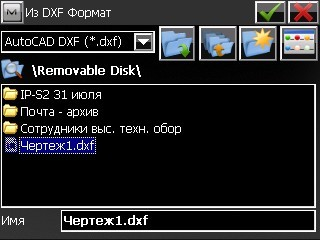 Из DXF Формат
AutoCAD DXF (*.dxf)
\Removable Disk\
IP-S2 31 июля
Почта - архив
Сотрудники выс. техн. обор
Чертеж1.dxf
Имя
Чертеж1.dxf